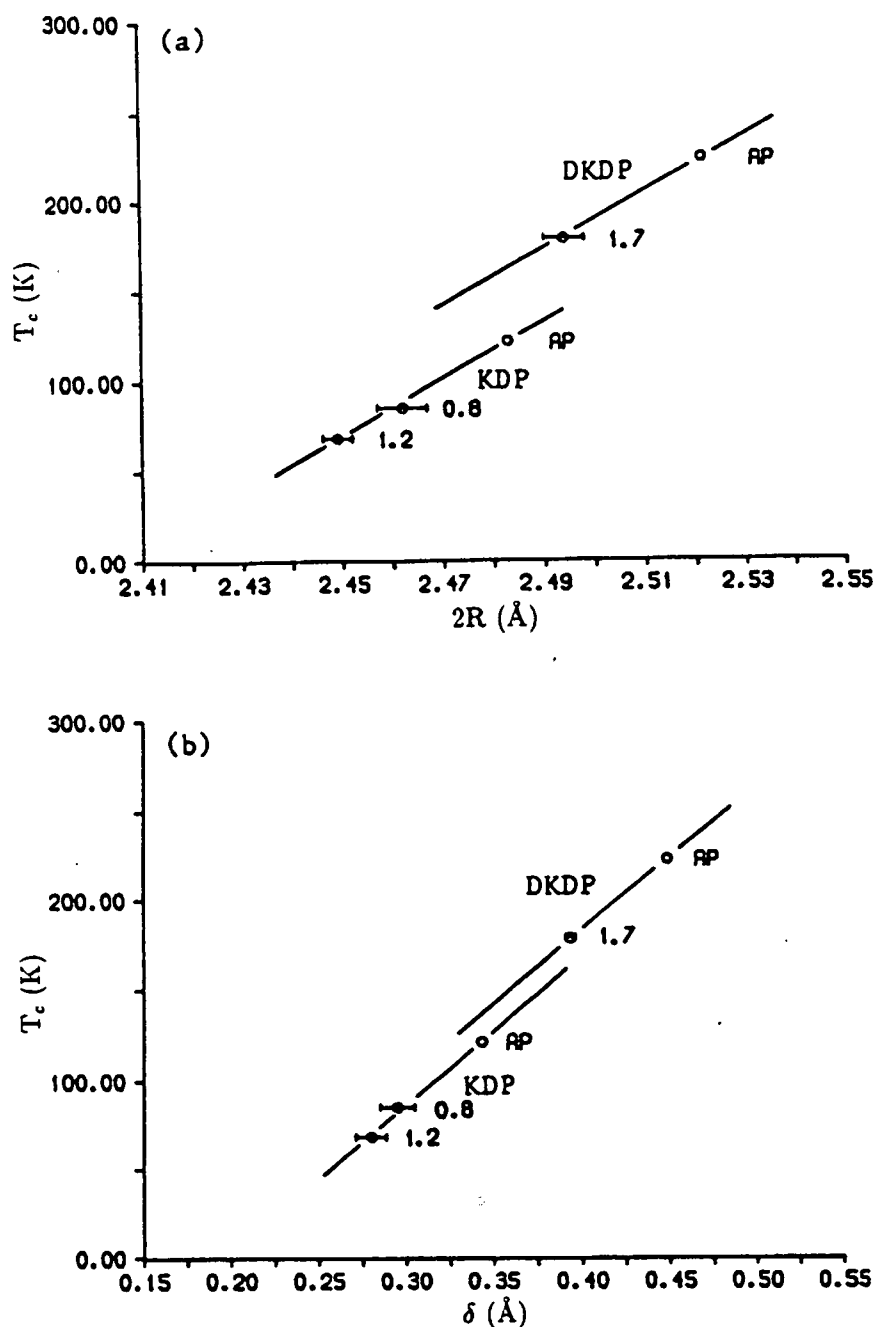 300.00
(a)
DKDP
AP
200.00
1.7
T_c (K)
AP
KDP
100.00
0.8
1.2
0.00
2.41 2.43 2.45 2.47 2.49 2.51 2.53 2.55
2R (Å)
300.00
(b)
DKDP
AP
200.00
1.7
T_c (K)
AP
KDP
100.00
0.8
1.2
0.00
0.15 0.20 0.25 0.30 0.35 0.40 0.45 0.50 0.55
δ (Å)